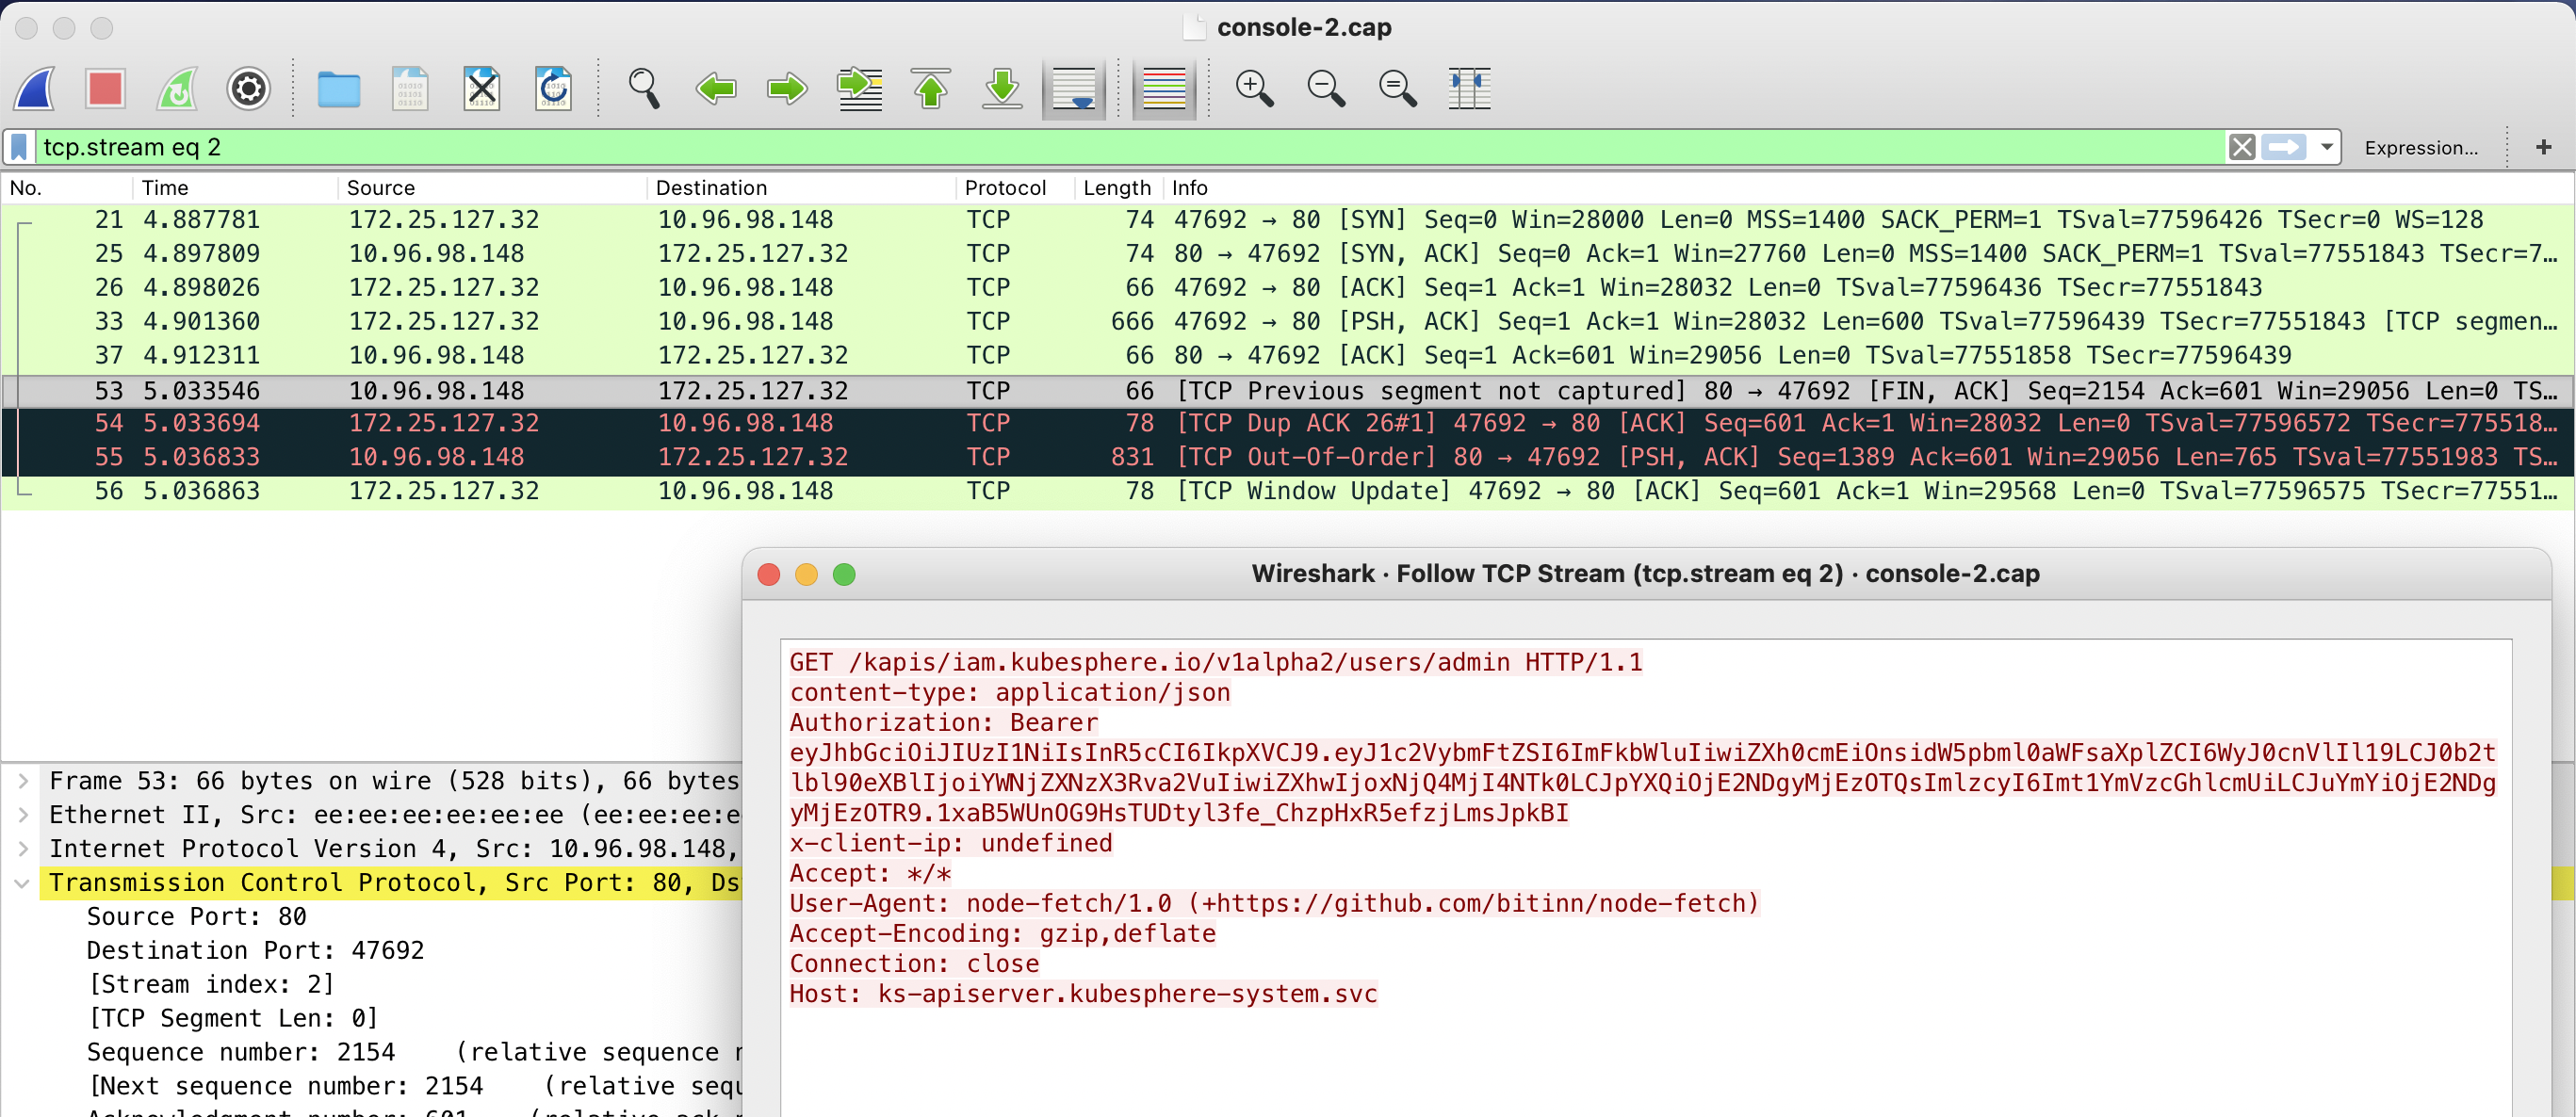 console-2.cap
tcp.stream eq 2
Expression... +
No. Time Source Destination Protocol Length Info
21 4.887781 172.25.127.32 10.96.98.148 TCP 74 47692 → 80 [SYN] Seq=0 Win=28000 Len=0 MSS=1400 SACK_PERM=1 TSval=77596426 TSecr=0 WS=128
25 4.897809 10.96.98.148 172.25.127.32 TCP 74 80 → 47692 [SYN, ACK] Seq=0 Ack=1 Win=27760 Len=0 MSS=1400 SACK_PERM=1 TSval=77551843 TSecr=7…
26 4.898026 172.25.127.32 10.96.98.148 TCP 66 47692 → 80 [ACK] Seq=1 Ack=1 Win=28032 Len=0 TSval=77596436 TSecr=77551843
33 4.901360 172.25.127.32 10.96.98.148 TCP 666 47692 → 80 [PSH, ACK] Seq=1 Ack=1 Win=28032 Len=600 TSval=77596439 TSecr=77551843 [TCP segmen…
37 4.912311 10.96.98.148 172.25.127.32 TCP 66 80 → 47692 [ACK] Seq=1 Ack=601 Win=29056 Len=0 TSval=77551858 TSecr=77596439
53 5.033546 10.96.98.148 172.25.127.32 TCP 66 [TCP Previous segment not captured] 80 → 47692 [FIN, ACK] Seq=2154 Ack=601 Win=29056 Len=0 TS…
54 5.033694 172.25.127.32 10.96.98.148 TCP 78 [TCP Dup ACK 26#1] 47692 → 80 [ACK] Seq=601 Ack=1 Win=28032 Len=0 TSval=77596572 TSecr=775518…
55 5.036833 10.96.98.148 172.25.127.32 TCP 831 [TCP Out-Of-Order] 80 → 47692 [PSH, ACK] Seq=1389 Ack=601 Win=29056 Len=765 TSval=77551983 TS…
56 5.036863 172.25.127.32 10.96.98.148 TCP 78 [TCP Window Update] 47692 → 80 [ACK] Seq=601 Ack=1 Win=29568 Len=0 TSval=77596575 TSecr=77551…
Wireshark · Follow TCP Stream (tcp.stream eq 2) · console-2.cap
GET /kapis/iam.kubesphere.io/v1alpha2/users/admin HTTP/1.1
content-type: application/json
Authorization: Bearer
eyJhbGciOiJIUzI1NiIsInR5cCI6IkpXVCJ9.eyJ1c2VybmFtZSI6ImFkbWluIiwiZXh0cmEiOnsidW5pbml0aWFsaXplZCI6WyJ0cnVlIl19LCJ0b2t
lbl90eXBlIjoiYWNjZXNzX3Rva2VuIiwiZXhwIjoxNjQ4MjI4NTk0LCJpYXQiOjE2NDgyMjEzOTQsImlzcyI6Imt1YmVzcGhlcmUiLCJuYmYiOjE2NDg
yMjEzOTR9.1xaB5WUnOG9HsTUDtyl3fe_ChzpHxR5efzjLmsJpkBI
x-client-ip: undefined
Accept: */*
User-Agent: node-fetch/1.0 (+https://github.com/bitinn/node-fetch)
Accept-Encoding: gzip,deflate
Connection: close
Host: ks-apiserver.kubesphere-system.svc
Frame 53: 66 bytes on wire (528 bits), 66 bytes
Ethernet II, Src: ee:ee:ee:ee:ee:ee (ee:ee:ee:e
Internet Protocol Version 4, Src: 10.96.98.148,
Transmission Control Protocol, Src Port: 80, Ds
Source Port: 80
Destination Port: 47692
[Stream index: 2]
[TCP Segment Len: 0]
Sequence number: 2154 (relative sequence
[Next sequence number: 2154 (relative sequ
Acknowledgment number: 601 (relative ack